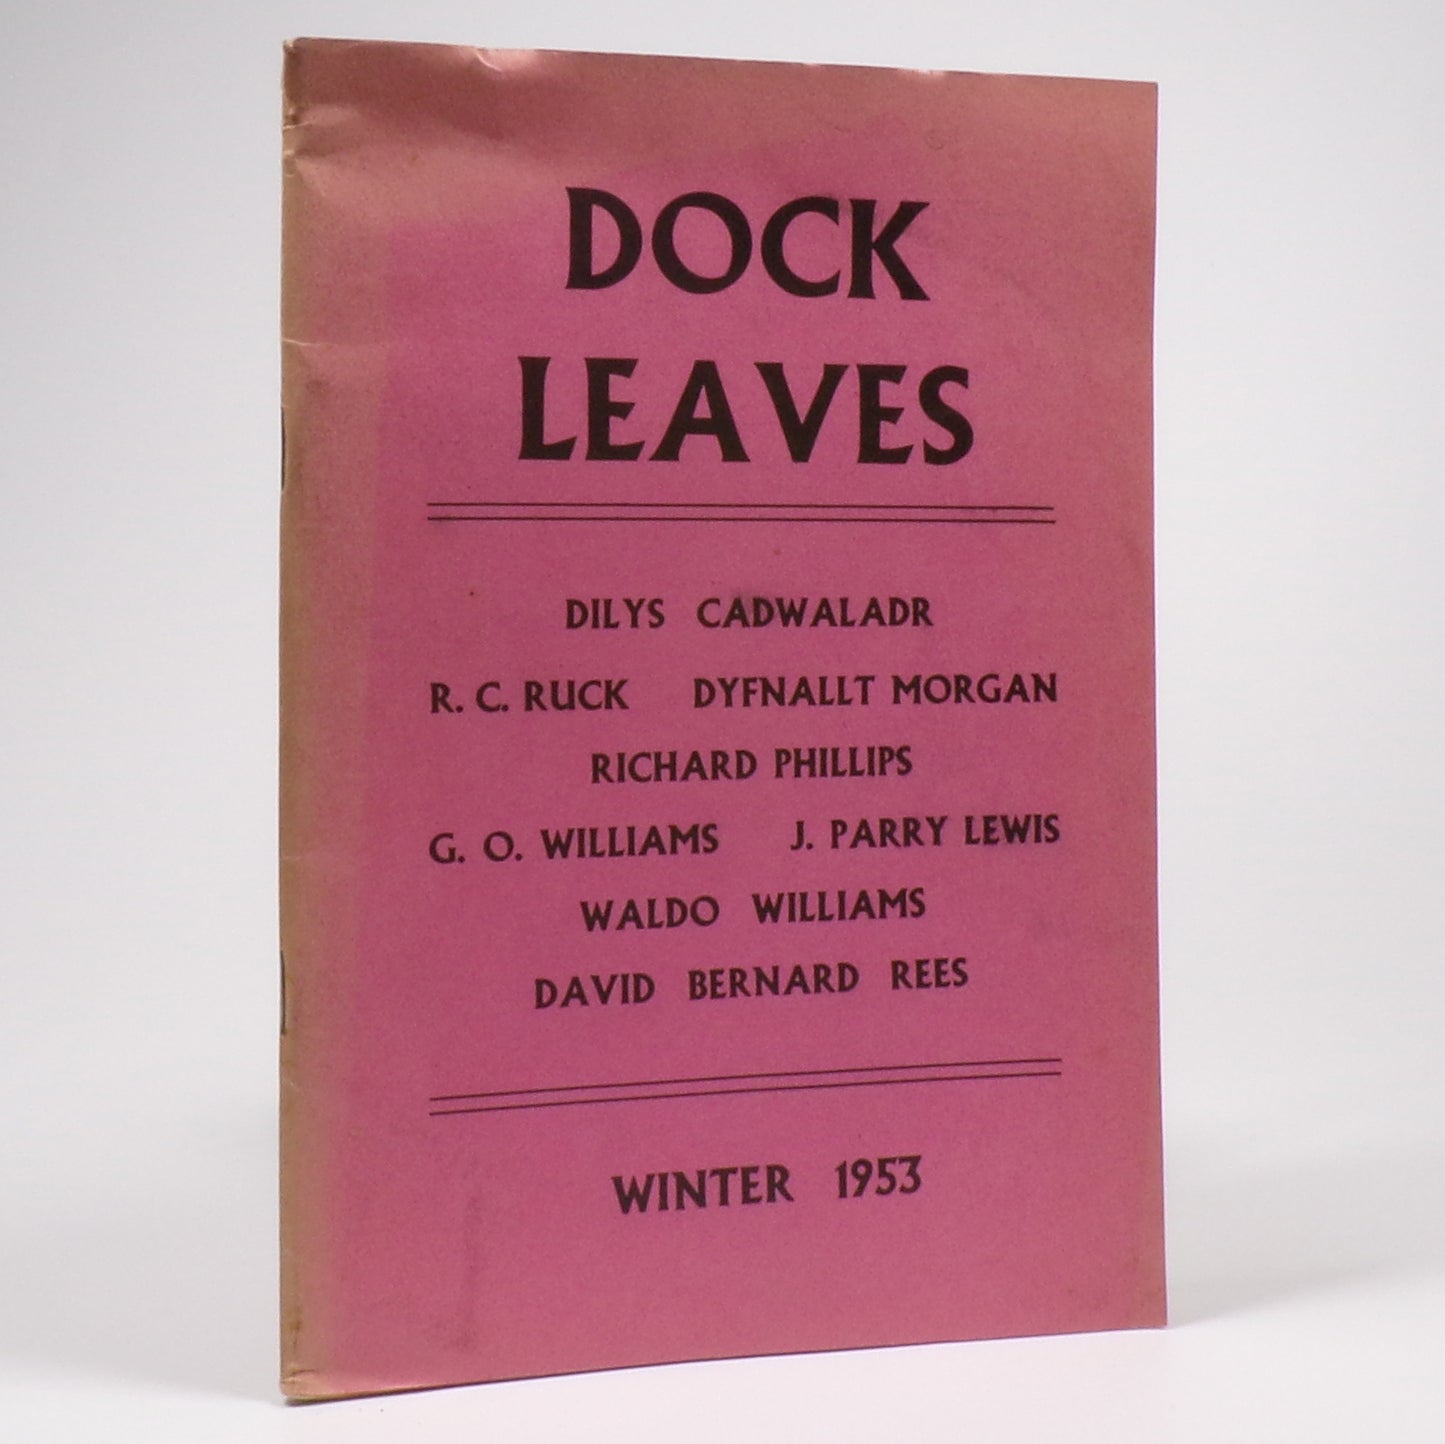 DOCK
LEAVES
DILYS CADWALADR
R. C. RUCK DYFNALLT MORGAN
RICHARD PHILLIPS
G. O. WILLIAMS J. PARRY LEWIS
WALDO WILLIAMS
DAVID BERNARD REES
WINTER 1953